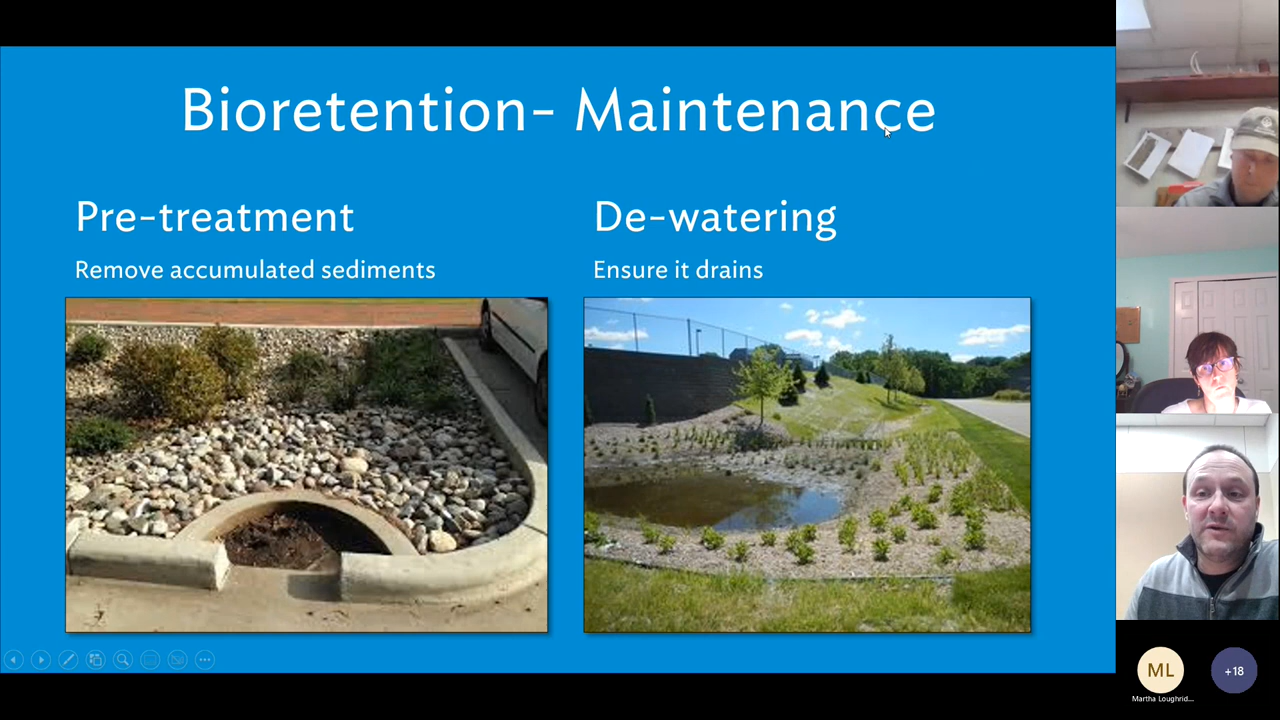 Bioretention- Maintenance
Pre-treatment
Remove accumulated sediments
De-watering
Ensure it drains
ML
Martha Loughrid...
+18